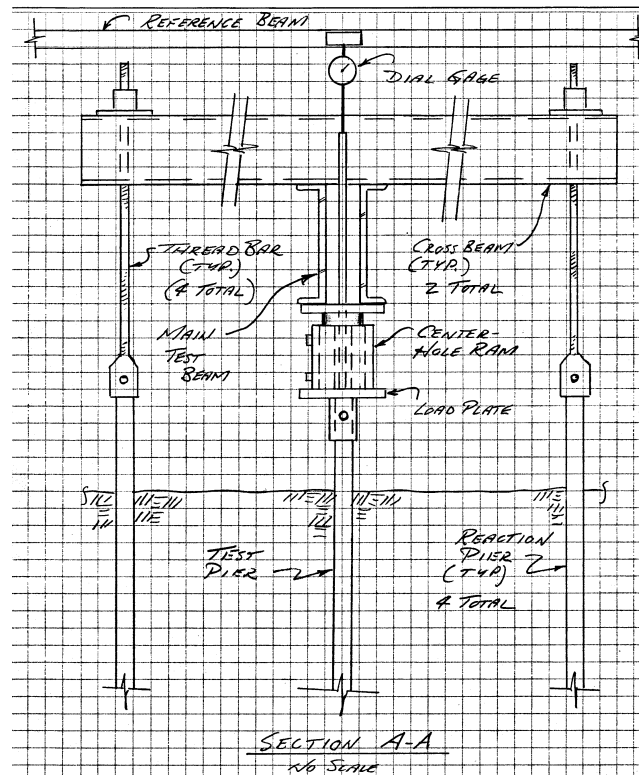 REFERENCE BEAM
DIAL GAGE
THREAD BAR
(TYP.)
(4 TOTAL)
CROSS BEAM
(TYP.)
2 TOTAL
MAIN
TEST
BEAM
CENTER-
HOLE RAM
LOAD PLATE
TEST
PIER
REACTION
PIER
(TYP)
4 TOTAL
SECTION A-A
NO SCALE